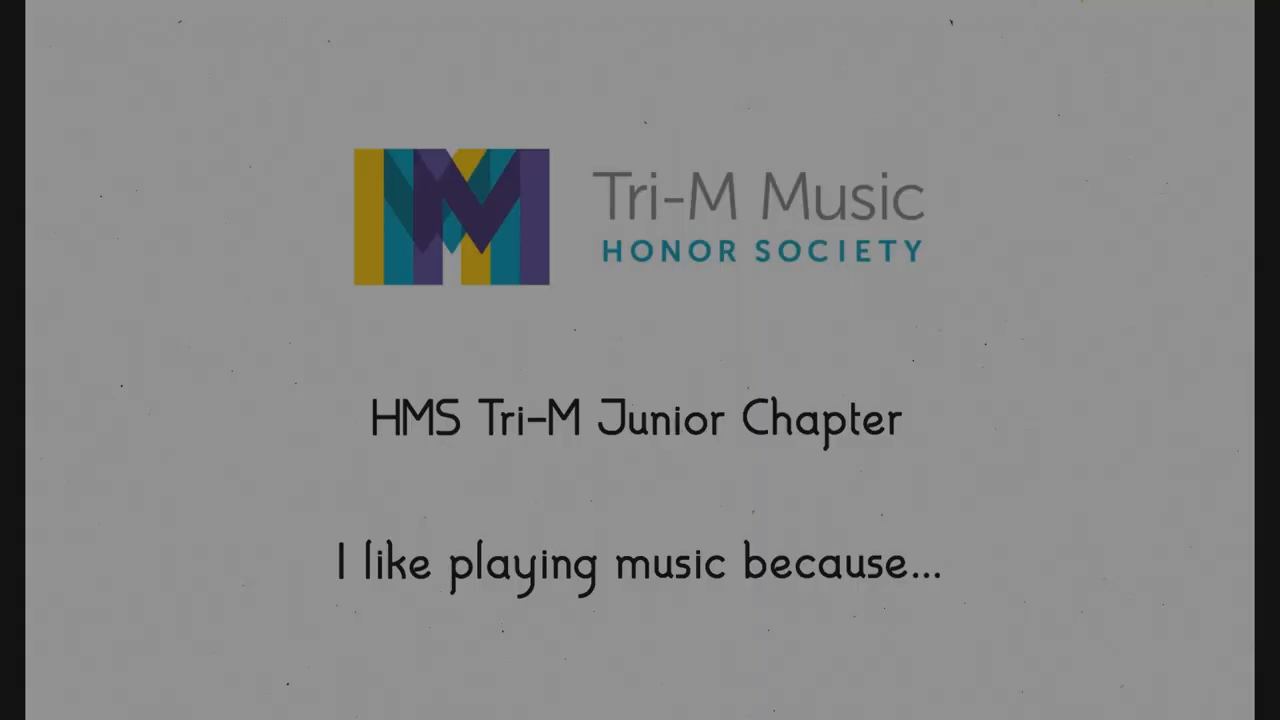 Tri-M Music
HONOR SOCIETY
HMS Tri-M Junior Chapter
I like playing music because...